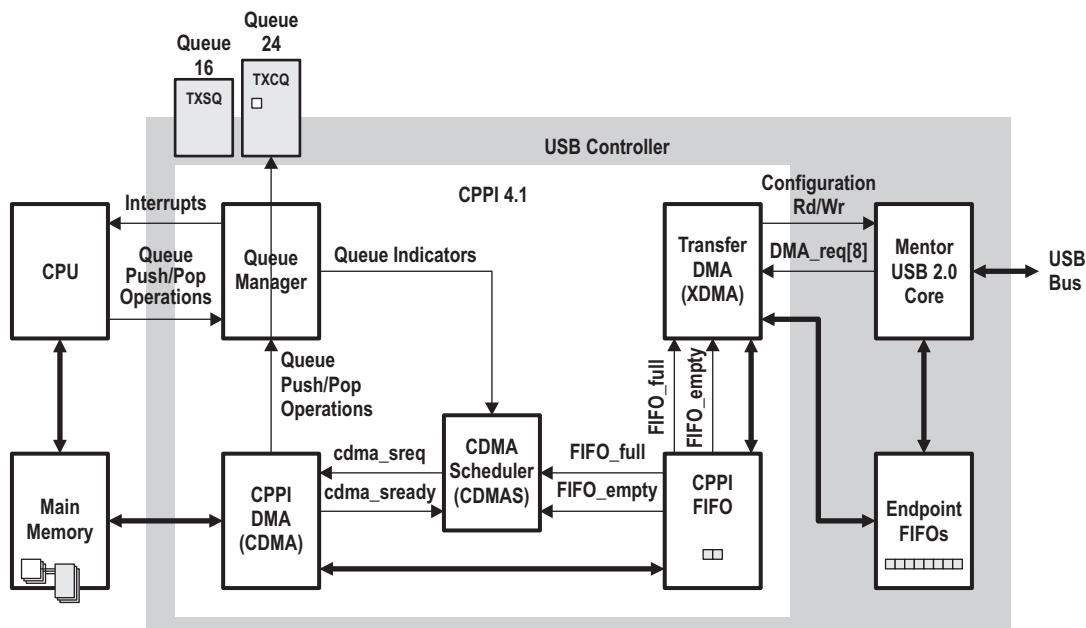 Queue
24
Queue
16
TXSQ
TXCQ
USB Controller
CPPI 4.1
Interrupts
CPU
Queue
Push/Pop
Operations
Queue
Manager
Queue Indicators
Transfer
DMA
(XDMA)
Configuration
Rd/Wr
DMA_req[8]
Mentor
USB 2.0
Core
USB
Bus
Queue
Push/Pop
Operations
FIFO_full
FIFO_empty
Main
Memory
CPPI
DMA
(CDMA)
cdma_sreq
cdma_sready
CDMA
Scheduler
(CDMAS)
FIFO_full
FIFO_empty
CPPI
FIFO
Endpoint
FIFOs